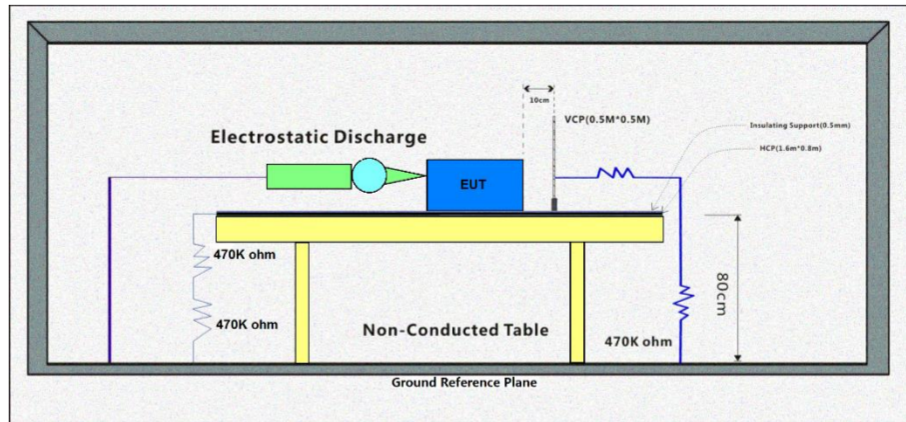 10cm
VCP(0.5M*0.5M)
Electrostatic Discharge
Insulating Support(0.5mm)
HCP(1.6m*0.8m)
EUT
470K ohm
470K ohm
80cm
Non-Conducted Table
470K ohm
Ground Reference Plane